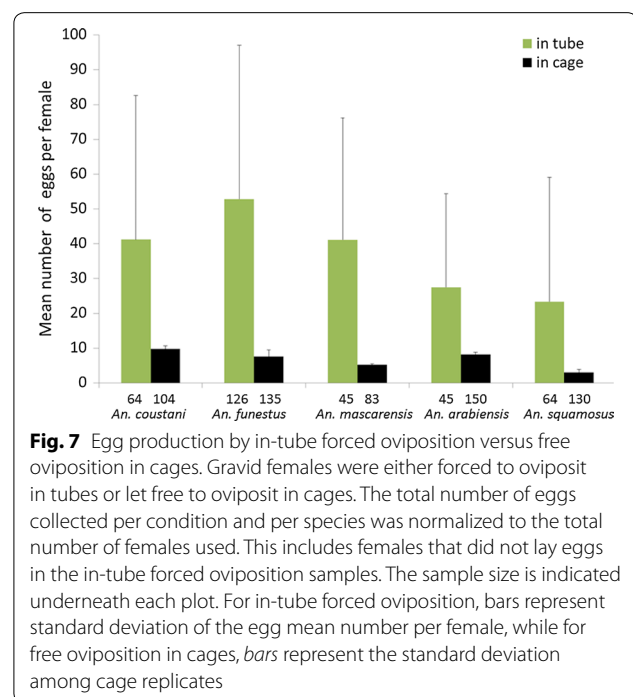 100
90
80
70
60
50
40
30
20
10
0
Mean number of eggs per female
in tube
in cage
64 104 126 135 45 83 45 150 64 130
An. coustani An. funestus An. mascarensis An. arabiensis An. squamosus
Fig. 7 Egg production by in-tube forced oviposition versus free
oviposition in cages. Gravid females were either forced to oviposit
in tubes or let free to oviposit in cages. The total number of eggs
collected per condition and per species was normalized to the total
number of females used. This includes females that did not lay eggs
in the in-tube forced oviposition samples. The sample size is indicated
underneath each plot. For in-tube forced oviposition, bars represent
standard deviation of the egg mean number per female, while for
free oviposition in cages, bars represent the standard deviation
among cage replicates